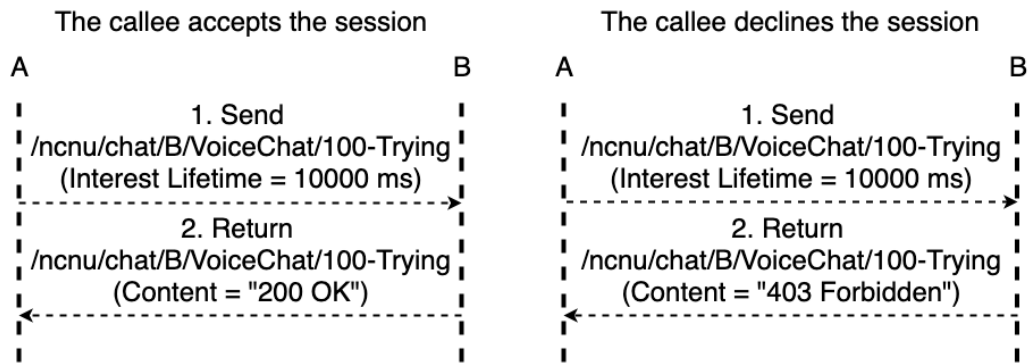 The callee accepts the session
A
B
1. Send
/ncnu/chat/B/VoiceChat/100-Trying
(Interest Lifetime = 10000 ms)
2. Return
/ncnu/chat/B/VoiceChat/100-Trying
(Content = "200 OK")
The callee declines the session
A
B
1. Send
/ncnu/chat/B/VoiceChat/100-Trying
(Interest Lifetime = 10000 ms)
2. Return
/ncnu/chat/B/VoiceChat/100-Trying
(Content = "403 Forbidden")